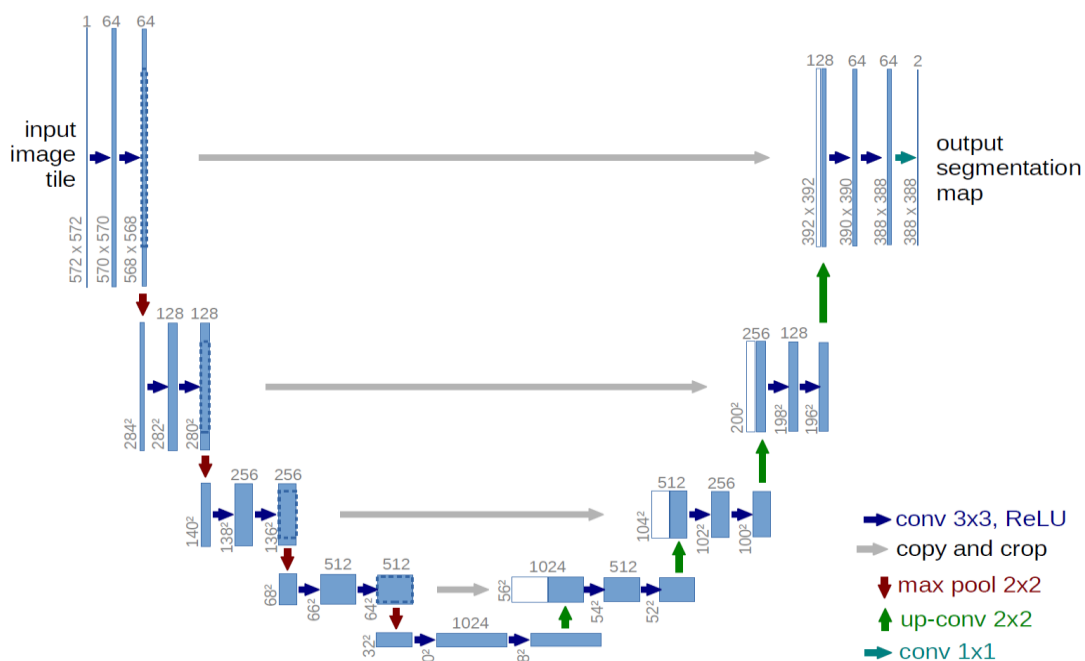 1 64 64
128 64 64 2
input
image
tile
output
segmentation
map
572 x 572
570 x 570
568 x 568
392 x 392
390 x 390
388 x 388
388 x 388
128 128
256 128
284²
282²
280²
200²
198²
196²
256 256
512 256
140²
138²
136²
104²
102²
100²
conv 3x3, ReLU
copy and crop
max pool 2x2
up-conv 2x2
conv 1x1
512 512
1024 512
68²
66²
64²
56²
54²
52²
1024
32²